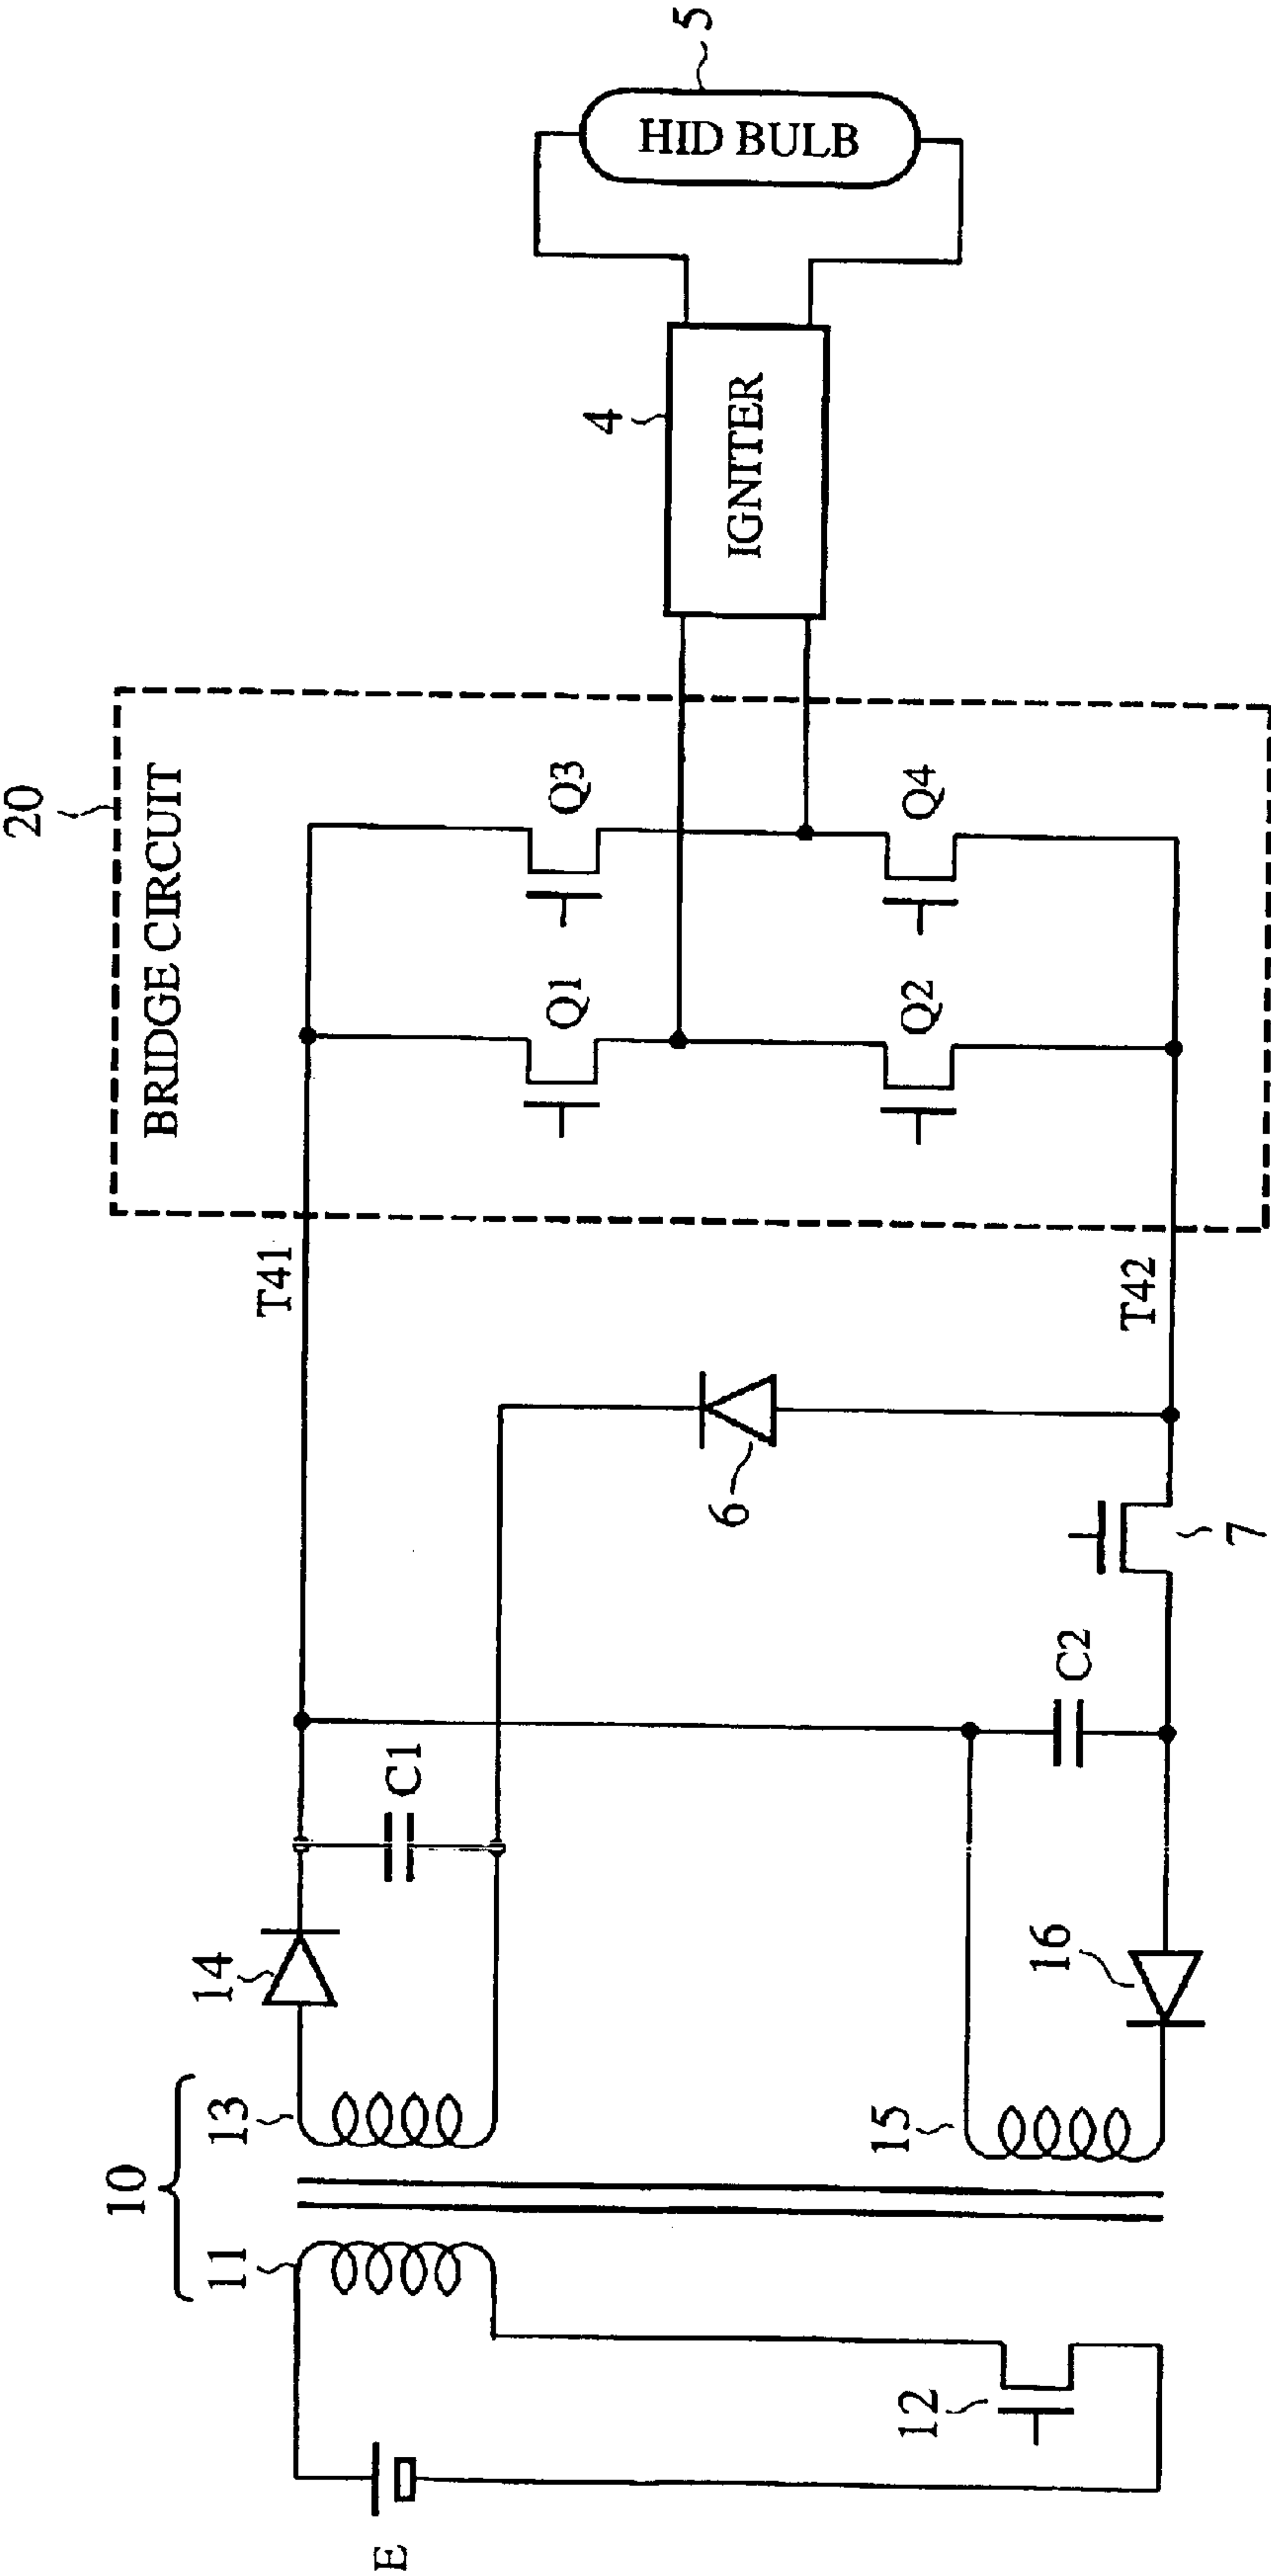 20
BRIDGE CIRCUIT
10
11
13
14
T41
C1
Q1
Q3
4
IGNITER
5
HID BULB
6
E
12
15
16
C2
7
T42
Q2
Q4